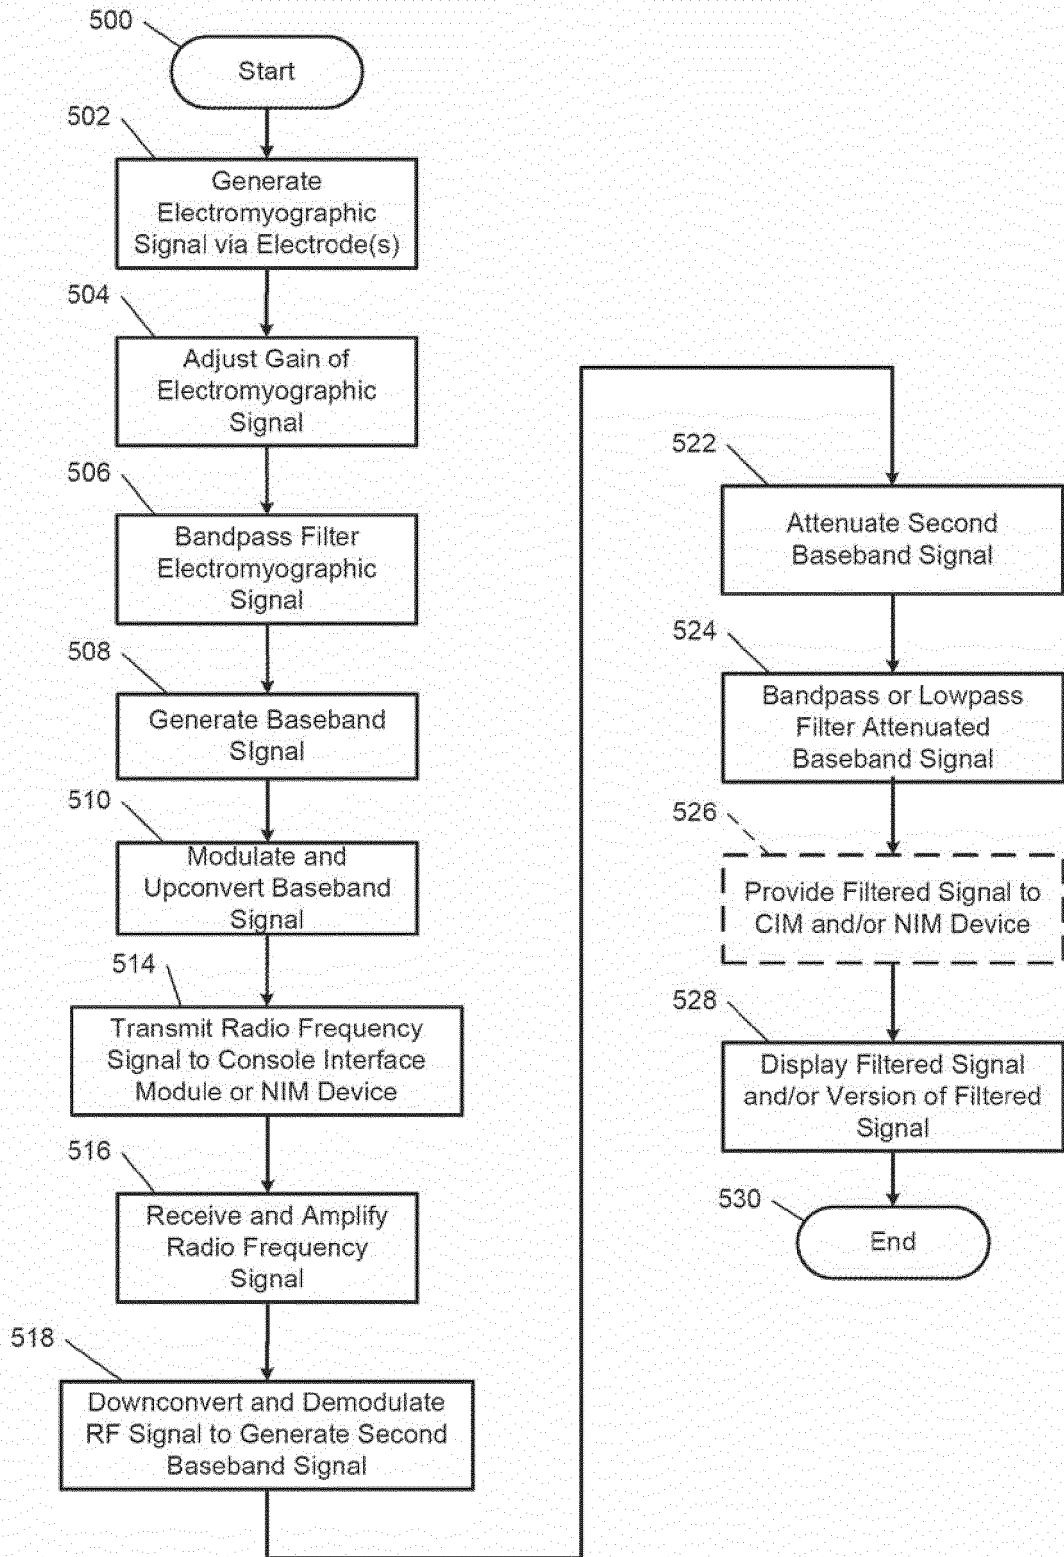 500
Start
502
Generate
Electromyographic
Signal via Electrode(s)
504
Adjust Gain of
Electromyographic
Signal
506
Bandpass Filter
Electromyographic
Signal
508
Generate Baseband
SIgnal
510
Modulate and
Upconvert Baseband
Signal
514
Transmit Radio Frequency
Signal to Console Interface
Module or NIM Device
516
Receive and Amplify
Radio Frequency
Signal
518
Downconvert and Demodulate
RF Signal to Generate Second
Baseband Signal
522
Attenuate Second
Baseband Signal
524
Bandpass or Lowpass
Filter Attenuated
Baseband Signal
526
Provide Filtered Signal to
CIM and/or NIM Device
528
Display Filtered Signal
and/or Version of Filtered
Signal
530
End